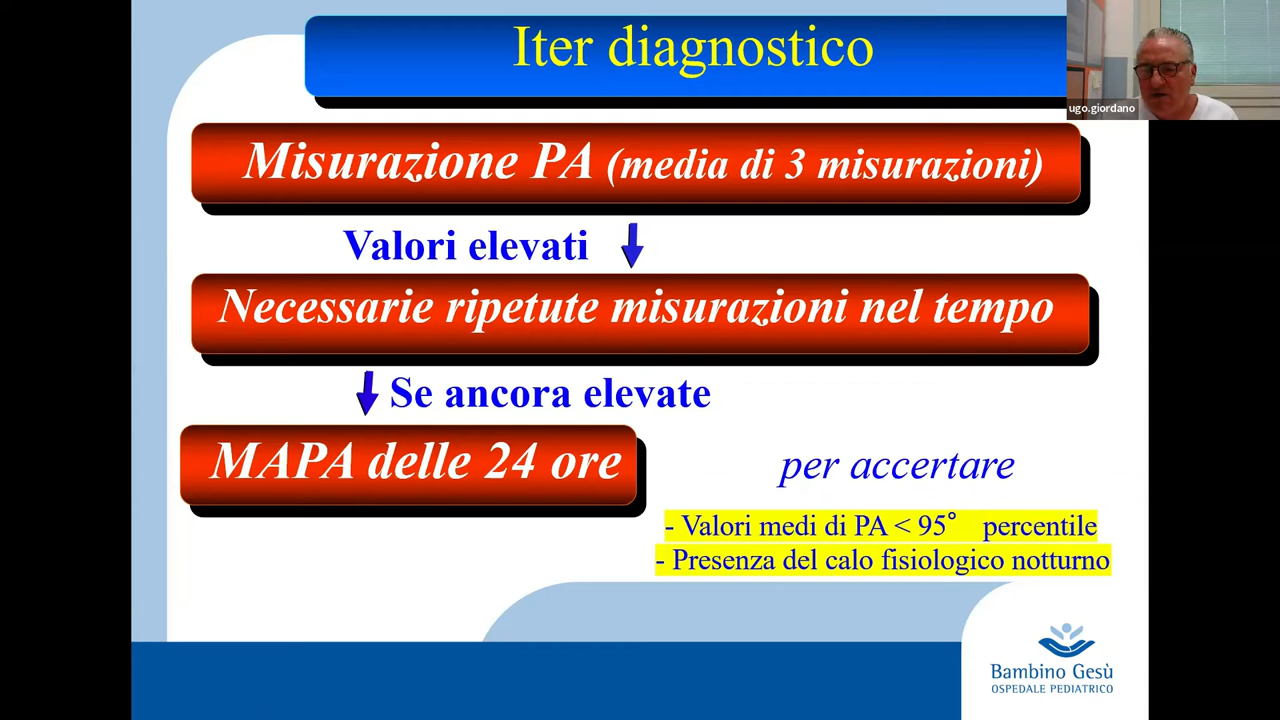 Iter diagnostico
ugo.giordano
Misurazione PA (media di 3 misurazioni)
Valori elevati
Necessarie ripetute misurazioni nel tempo
Se ancora elevate
MAPA delle 24 ore
per accertare
- Valori medi di PA < 95° percentile
- Presenza del calo fisiologico notturno
Bambino Gesù
OSPEDALE PEDIATRICO